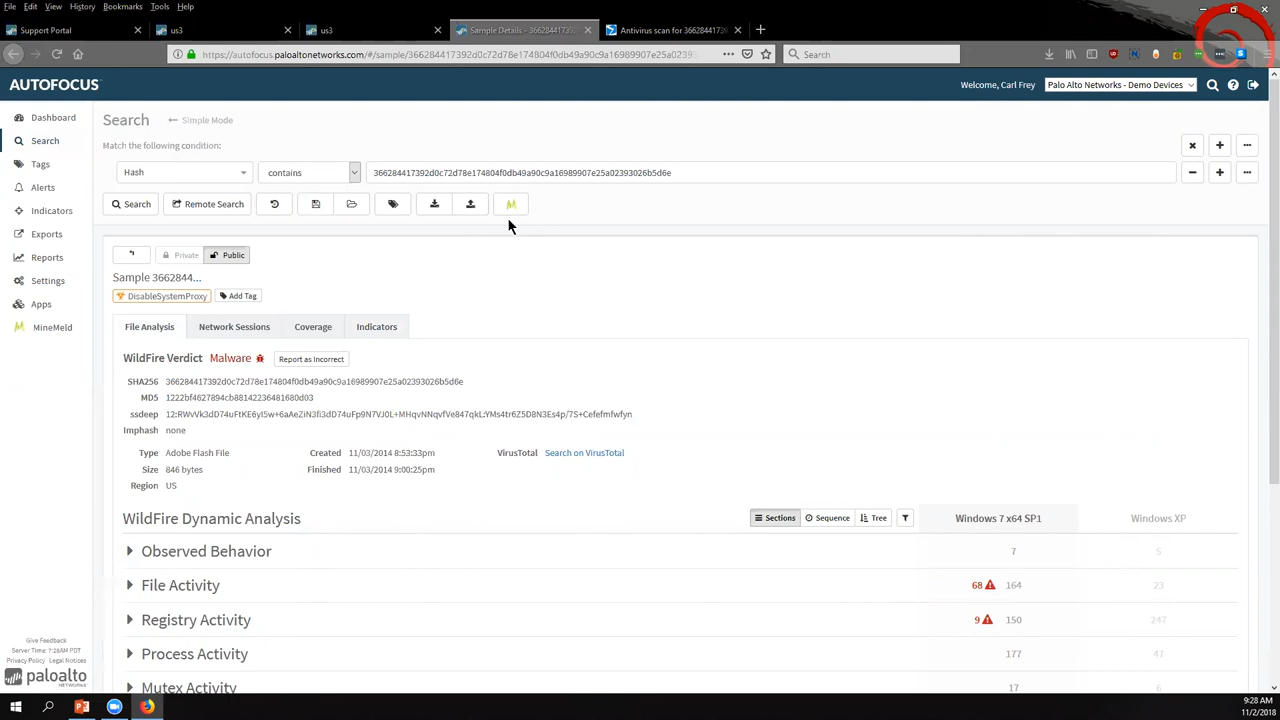 File Edit View History Bookmarks Tools Help
Support Portal us3 us3 Sample Details - 366284417392 Antivirus scan for 3662844173
https://autofocus.paloaltonetworks.com/#/sample/366284417392d0c72d78e174804f0db49a90c9a16989907e25a02393 Search
AUTOFOCUS Welcome, Carl Frey Palo Alto Networks - Demo Devices
Dashboard
Search
Tags
Alerts
Indicators
Exports
Reports
Settings
Apps
MineMeld
Search ← Simple Mode
Match the following condition:
Hash contains 366284417392d0c72d78e174804f0db49a90c9a16989907e25a02393026b5d6e
Search Remote Search
Private Public
Sample 3662844...
DisableSystemProxy Add Tag
File Analysis Network Sessions Coverage Indicators
WildFire Verdict Malware Report as Incorrect
SHA256 366284417392d0c72d78e174804f0db49a90c9a16989907e25a02393026b5d6e
MD5 1222bf4627894cb88142236481680d03
ssdeep 12:RWvVk3dD74uFtKE6yI5w+6aAeZiN3fi3dD74uFp9N7VJ0L+MHqvNNqvfVe847qkL:YMs4tr6Z5D8N3Es4p/7S+Cefefmfwfyn
Imphash none
Type Adobe Flash File Created 11/03/2014 8:53:33pm VirusTotal Search on VirusTotal
Size 846 bytes Finished 11/03/2014 9:00:25pm
Region US
WildFire Dynamic Analysis Sections Sequence Tree Windows 7 x64 SP1 Windows XP
Observed Behavior 7 5
File Activity 68 164 23
Registry Activity 9 150 247
Process Activity 177 47
Mutex Activity 17 6
Give Feedback
Server Time: 7:28AM PDT
Privacy Policy Legal Notices
paloalto
NETWORKS
9:28 AM
11/2/2018